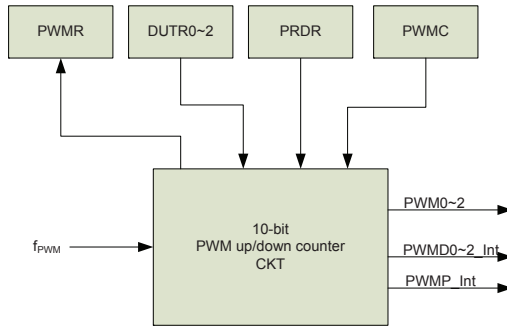 PWMR
DUTR0~2
PRDR
PWMC
10-bit
PWM up/down counter
CKT
fPWM
PWM0~2
PWMD0~2_Int
PWMP_Int